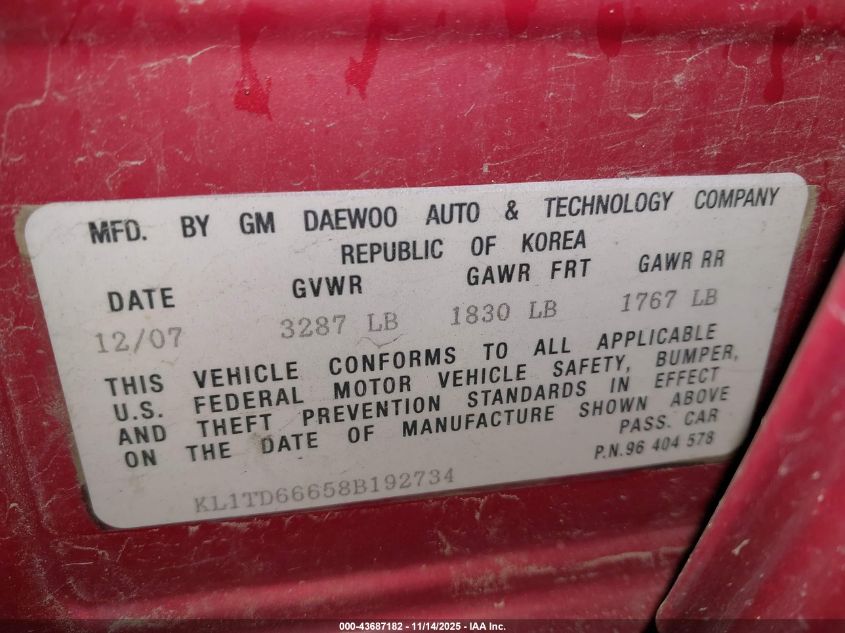 MFD. BY GM DAEWOO AUTO & TECHNOLOGY COMPANY
REPUBLIC OF KOREA
DATE GVWR GAWR FRT GAWR RR
12/07 3287 LB 1830 LB 1767 LB
THIS VEHICLE CONFORMS TO ALL APPLICABLE
U.S. FEDERAL MOTOR VEHICLE SAFETY, BUMPER,
AND THEFT PREVENTION STANDARDS IN EFFECT
ON THE DATE OF MANUFACTURE SHOWN ABOVE
PASS. CAR
P.N.96 404 578
KL1TD66658B192734
000-43687182 - 11/14/2025 - IAA Inc.